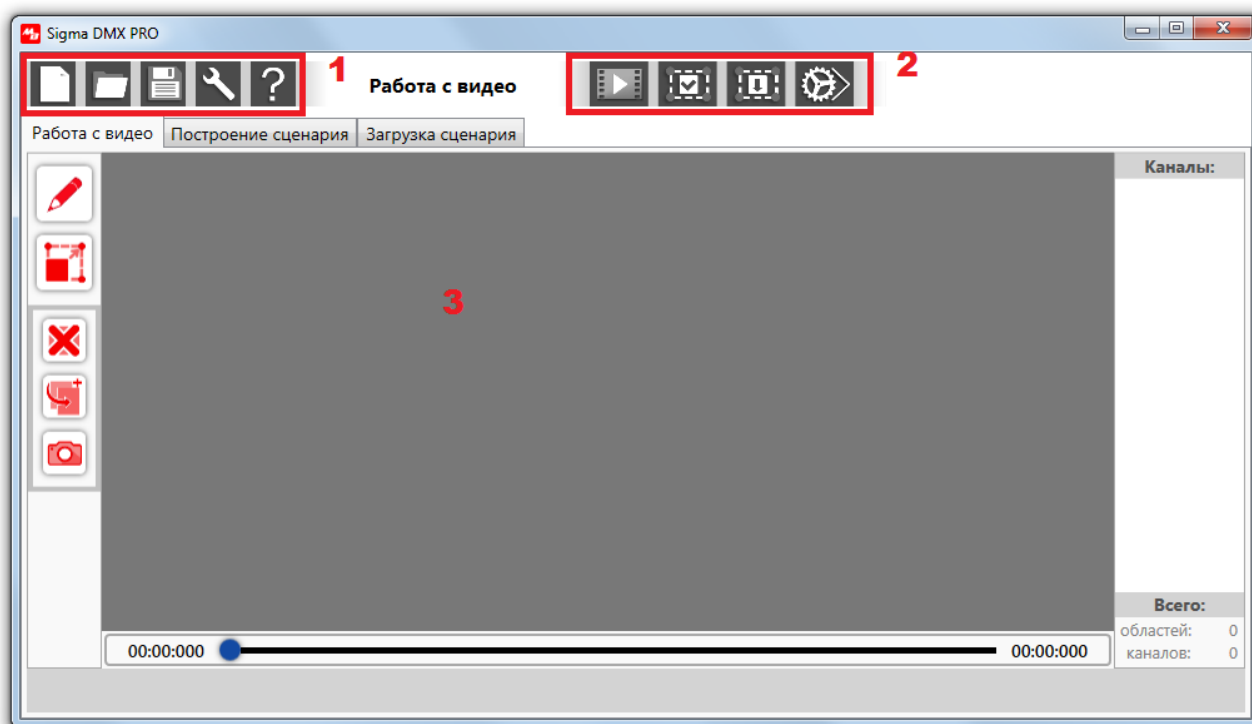 Sigma DMX PRO
1
Работа с видео
2
Работа с видео Построение сценария Загрузка сценария
Каналы:
3
Всего:
областей: 0
каналов: 0
00:00:000 00:00:000